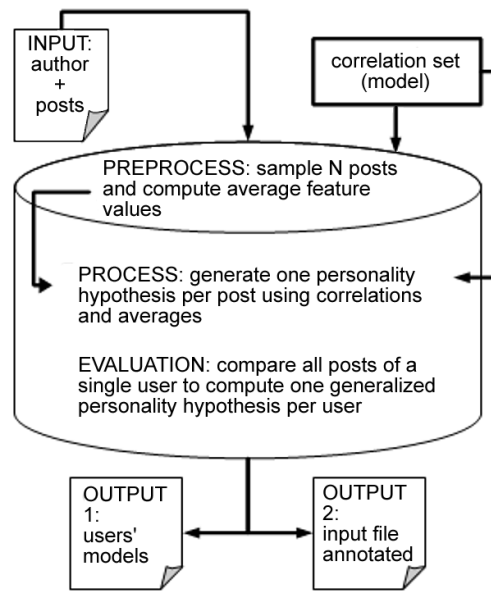 INPUT:
author
+
posts
correlation set
(model)
PREPROCESS: sample N posts
and compute average feature
values
PROCESS: generate one personality
hypothesis per post using correlations
and averages
EVALUATION: compare all posts of a
single user to compute one generalized
personality hypothesis per user
OUTPUT
1:
users'
models
OUTPUT
2:
input file
annotated